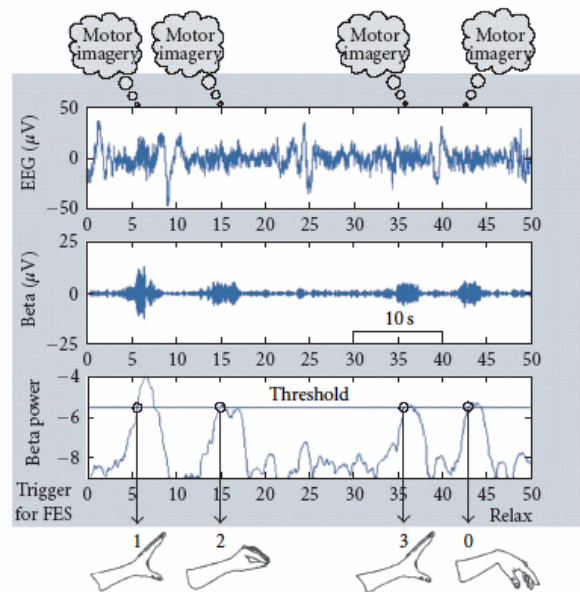 Motor Motor Motor Motor
imagery imagery imagery imagery
50
EEG (μV)
0
−50
0 5 10 15 20 25 30 35 40 45 50
25
Beta (μV)
0
10 s
−25
0 5 10 15 20 25 30 35 40 45 50
−4
Beta power
Threshold
−6
−8
Trigger 0 5 10 15 20 25 30 35 40 45 50
for FES Relax
1 2 3 0